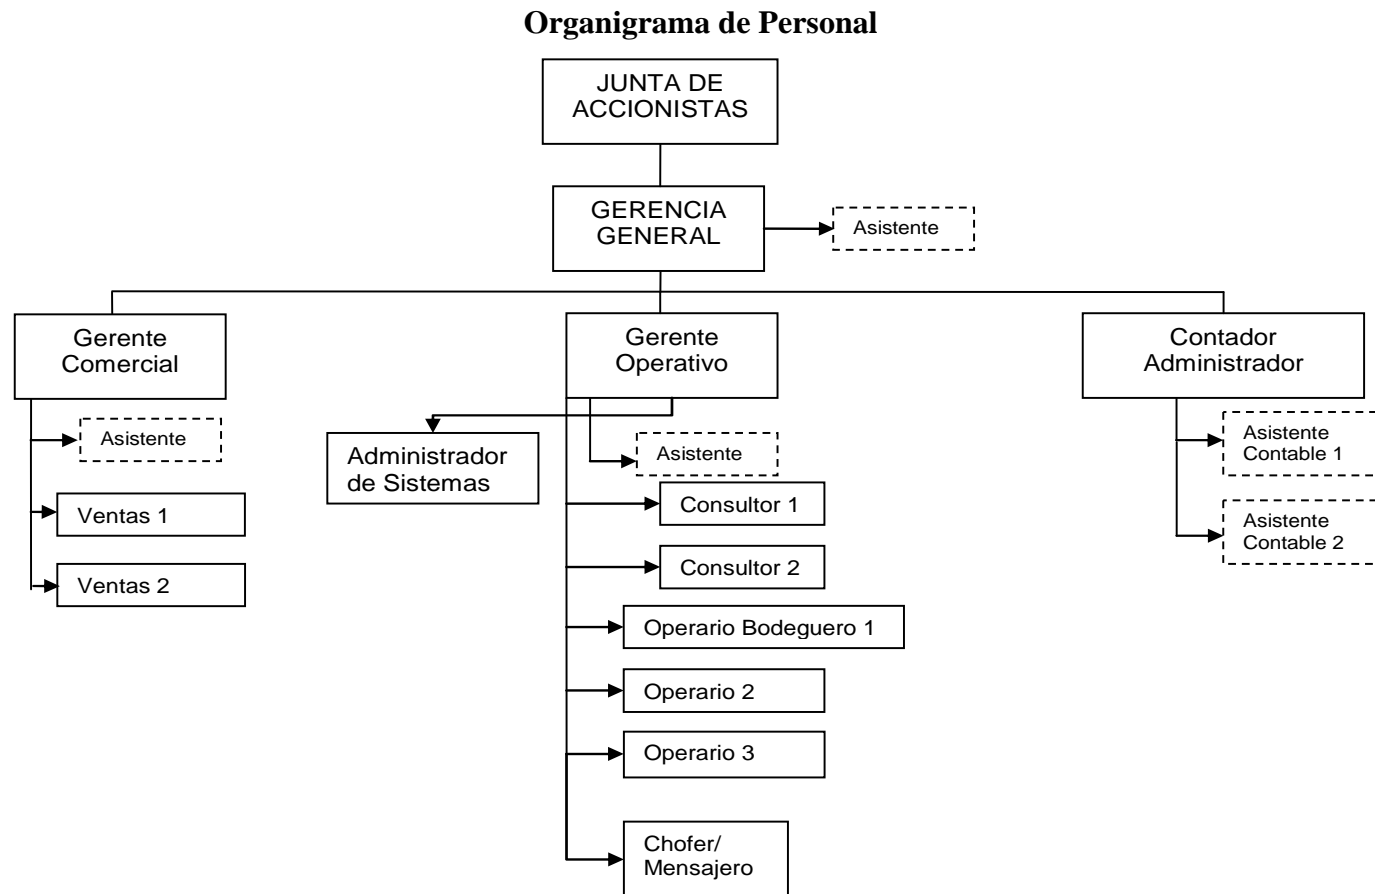 Organigrama de Personal
JUNTA DE
ACCIONISTAS
GERENCIA
GENERAL
Asistente
Gerente
Comercial
Gerente
Operativo
Contador
Administrador
Asistente
Ventas 1
Ventas 2
Administrador
de Sistemas
Asistente
Consultor 1
Consultor 2
Operario Bodeguero 1
Operario 2
Operario 3
Chofer/
Mensajero
Asistente
Contable 1
Asistente
Contable 2